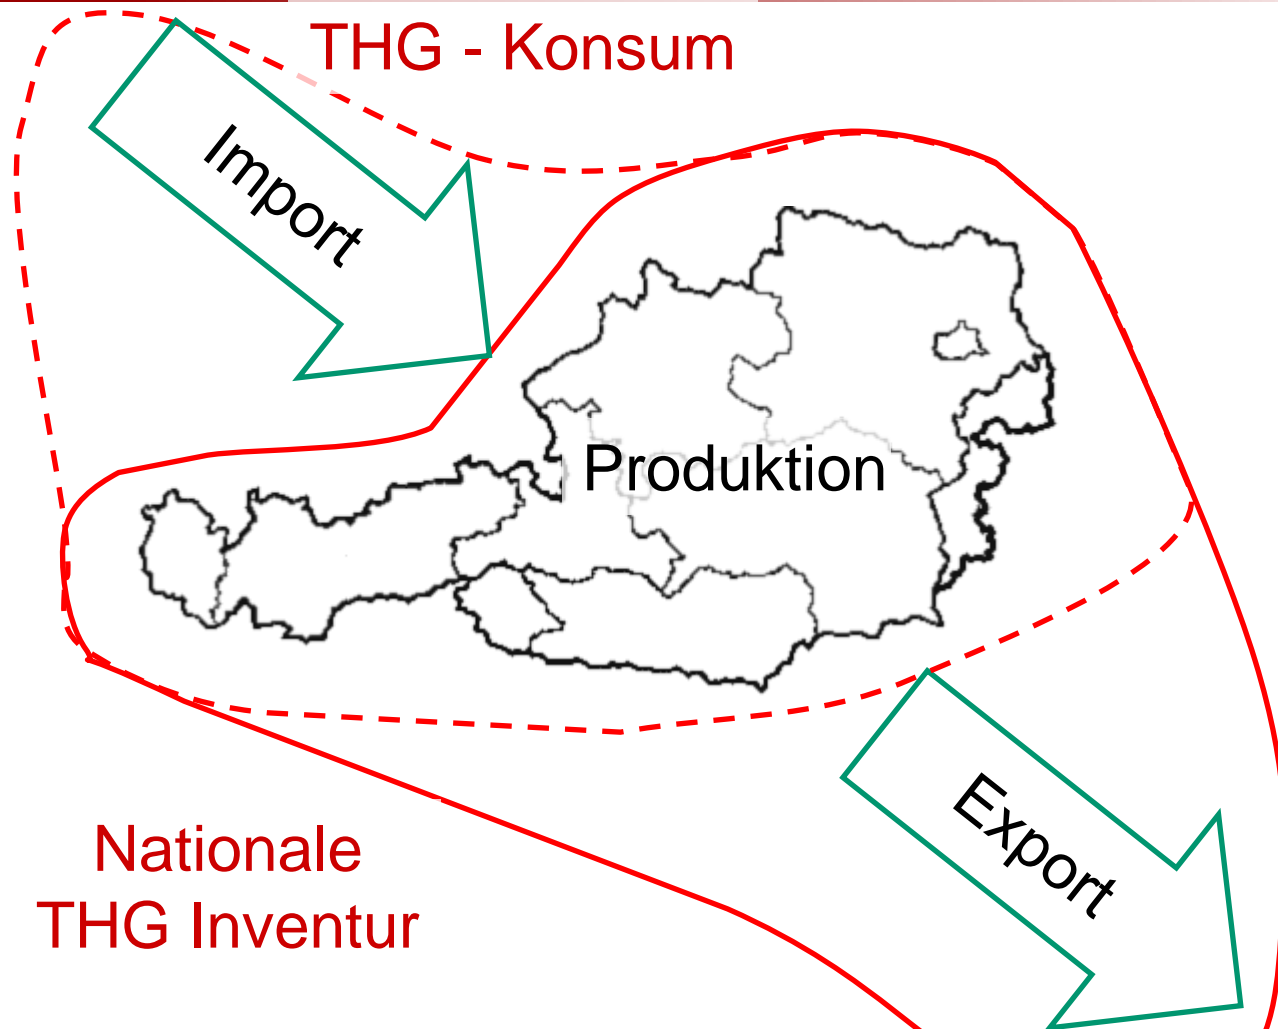 THG - Konsum
Import
Produktion
Export
Nationale
THG Inventur